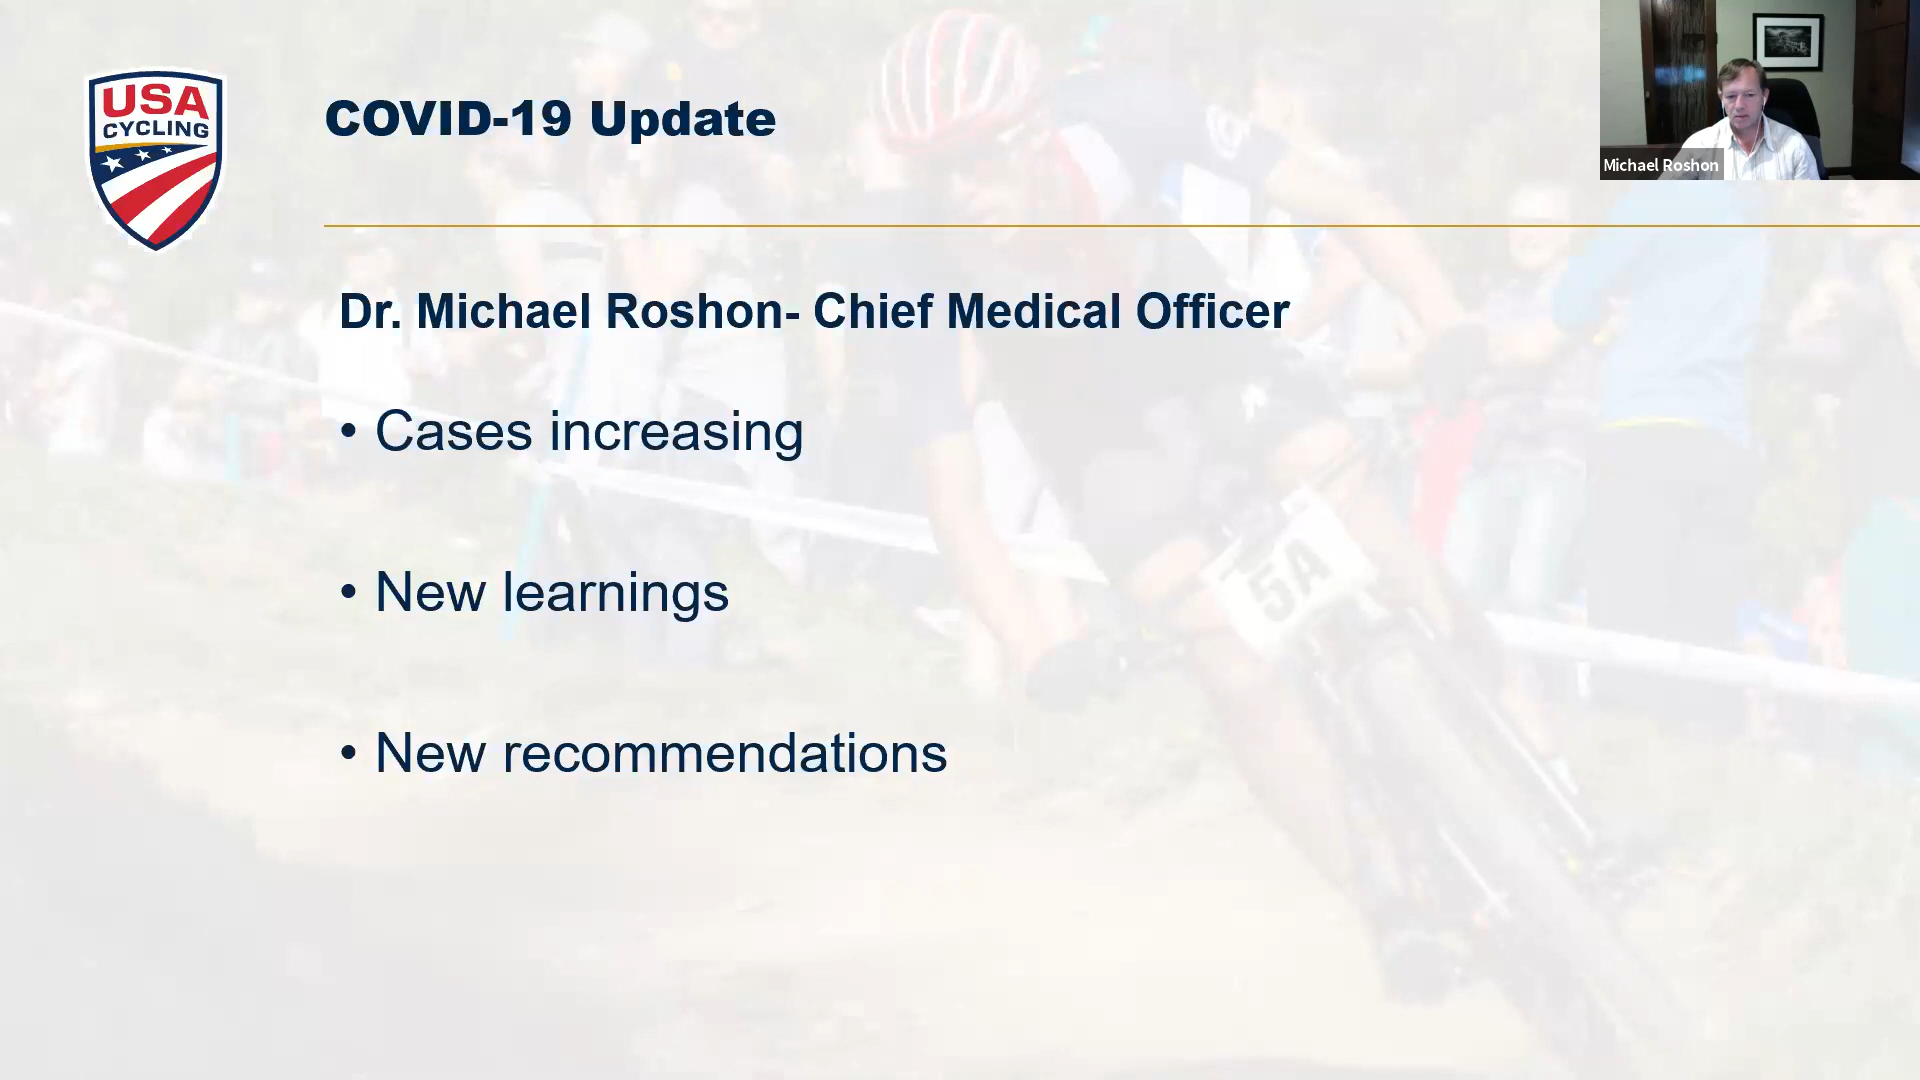 USA
CYCLING
COVID-19 Update
Michael Roshon
Dr. Michael Roshon- Chief Medical Officer
• Cases increasing
• New learnings
• New recommendations
5A